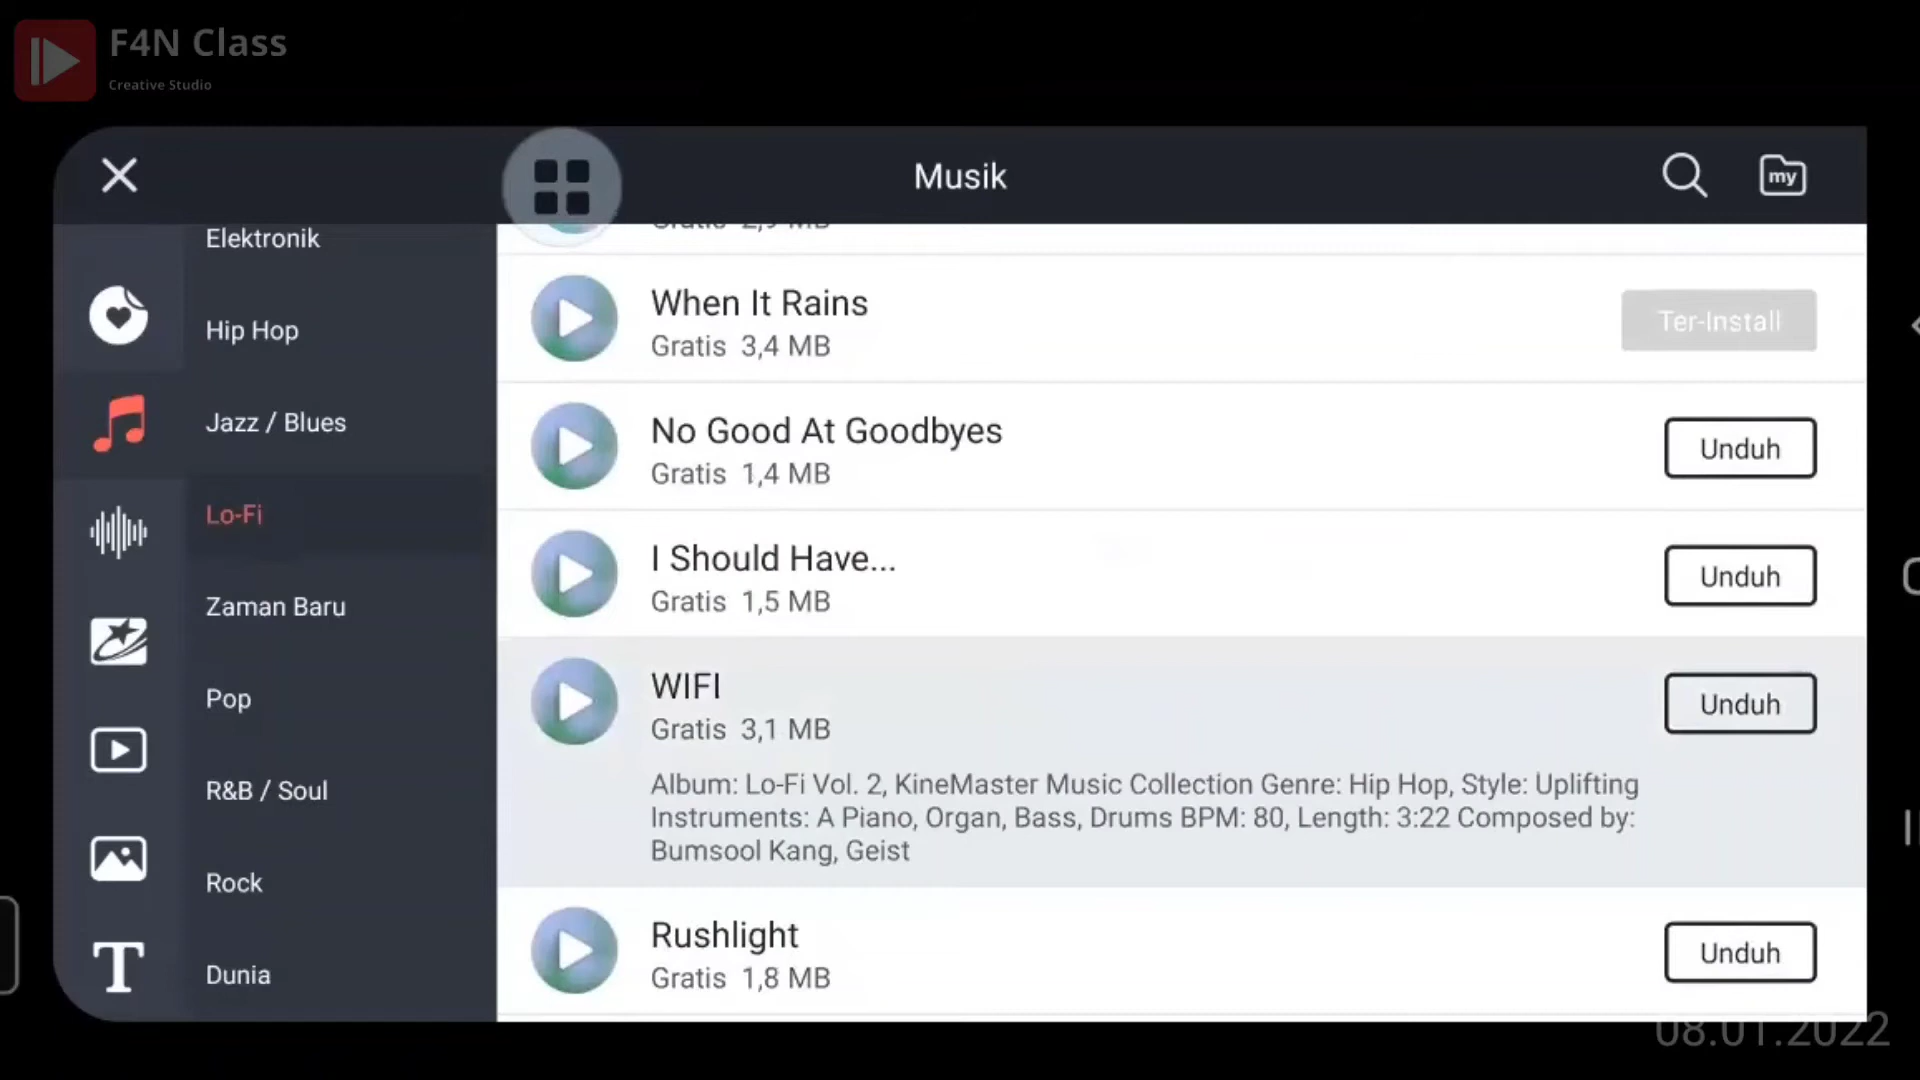 F4N Class
Creative Studio
Musik
my
Elektronik
Hip Hop
Jazz / Blues
Lo-Fi
Zaman Baru
Pop
R&B / Soul
Rock
Dunia
T
Gratis 2,9 MB
When It Rains
Gratis 3,4 MB
Ter-Install
No Good At Goodbyes
Gratis 1,4 MB
Unduh
I Should Have...
Gratis 1,5 MB
Unduh
WIFI
Gratis 3,1 MB
Unduh
Album: Lo-Fi Vol. 2, KineMaster Music Collection Genre: Hip Hop, Style: Uplifting
Instruments: A Piano, Organ, Bass, Drums BPM: 80, Length: 3:22 Composed by:
Bumsool Kang, Geist
Rushlight
Gratis 1,8 MB
Unduh
08.01.2022